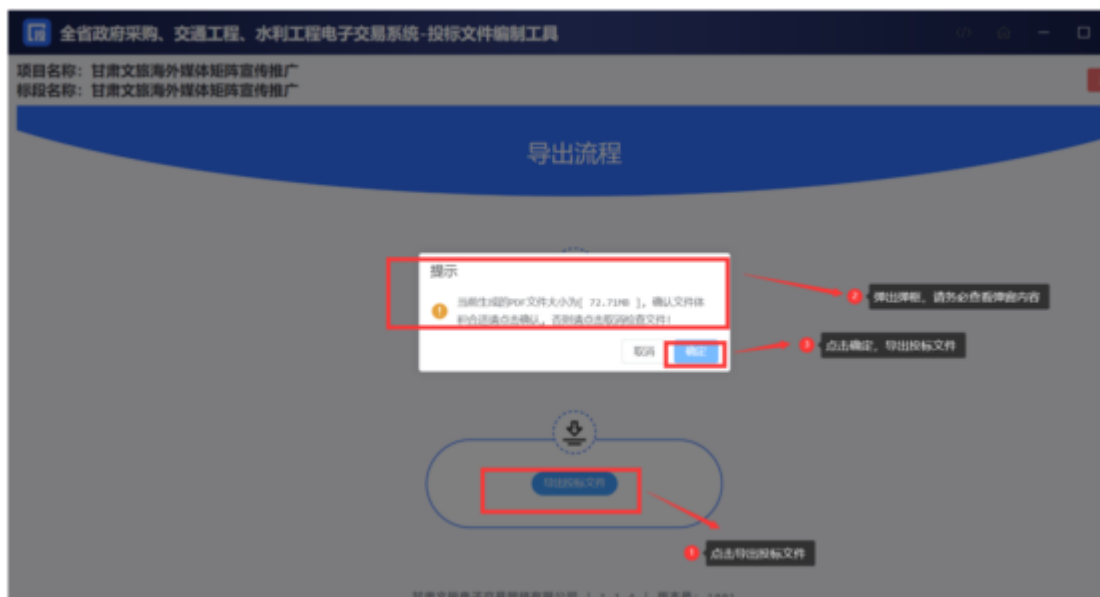 全省政府采购、交通工程、水利工程电子交易系统-投标文件编制工具
项目名称：甘肃文旅海外媒体矩阵宣传推广
标段名称：甘肃文旅海外媒体矩阵宣传推广
导出流程
提示
当前生成的PDF文件大小为[ 72.71MB ]，确认文件体
积合适请点击确认，否则请点击取消检查文件！
取消 确定
2 弹出弹框，请务必查看弹窗内容
3 点击确定，导出投标文件
导出投标文件
1 点击导出投标文件